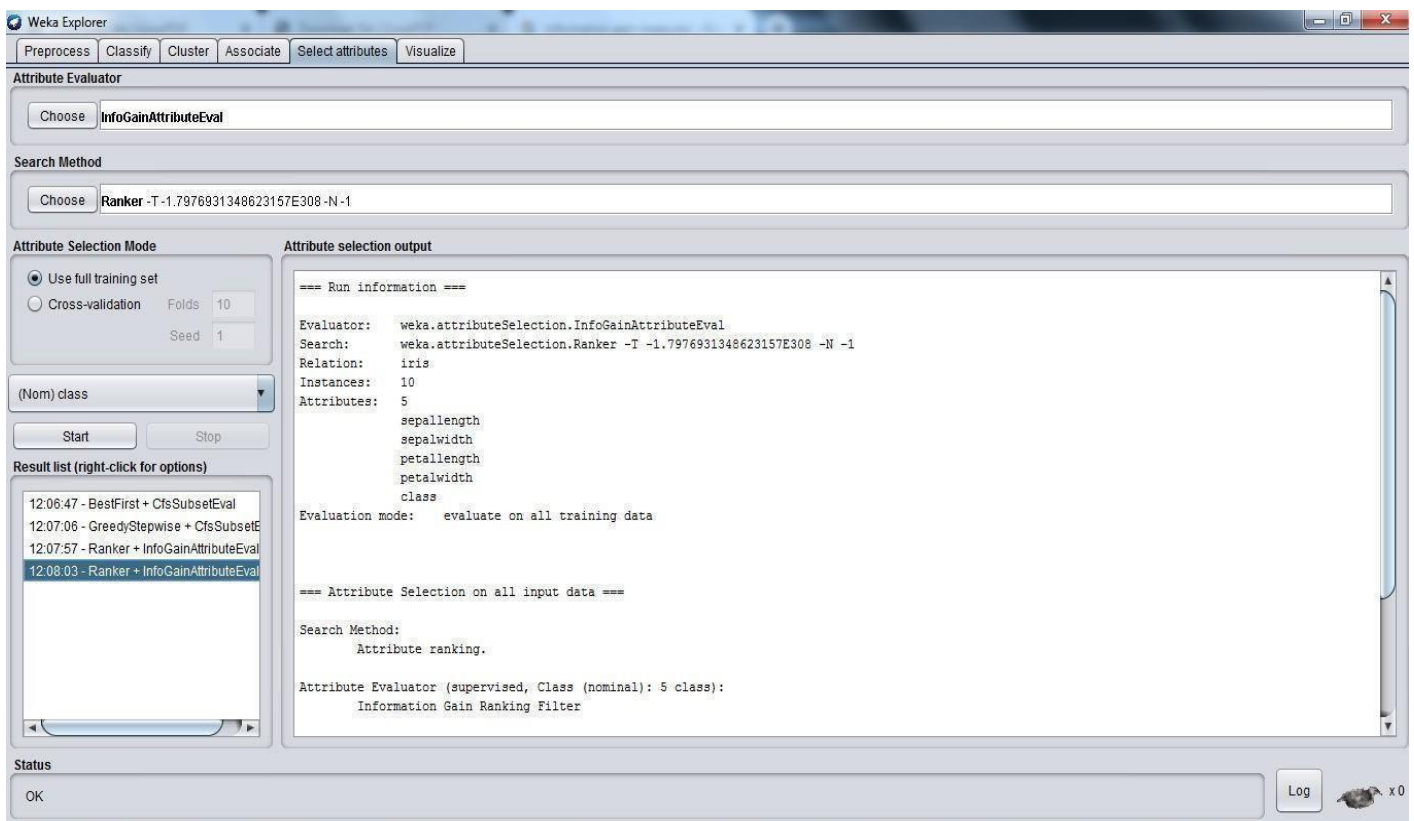 Weka Explorer
Preprocess Classify Cluster Associate Select attributes Visualize
Attribute Evaluator
Choose InfoGainAttributeEval
Search Method
Choose Ranker -T -1.7976931348623157E308 -N -1
Attribute Selection Mode
Use full training set
Cross-validation Folds 10
Seed 1
(Nom) class
Start Stop
Result list (right-click for options)
12:06:47 - BestFirst + CfsSubsetEval
12:07:06 - GreedyStepwise + CfsSubsetE
12:07:57 - Ranker + InfoGainAttributeEval
12:08:03 - Ranker + InfoGainAttributeEval
Attribute selection output
=== Run information ===
Evaluator: weka.attributeSelection.InfoGainAttributeEval
Search: weka.attributeSelection.Ranker -T -1.7976931348623157E308 -N -1
Relation: iris
Instances: 10
Attributes: 5
sepallength
sepalwidth
petallength
petalwidth
class
Evaluation mode: evaluate on all training data
=== Attribute Selection on all input data ===
Search Method:
Attribute ranking.
Attribute Evaluator (supervised, Class (nominal): 5 class):
Information Gain Ranking Filter
Status
OK
Log x 0